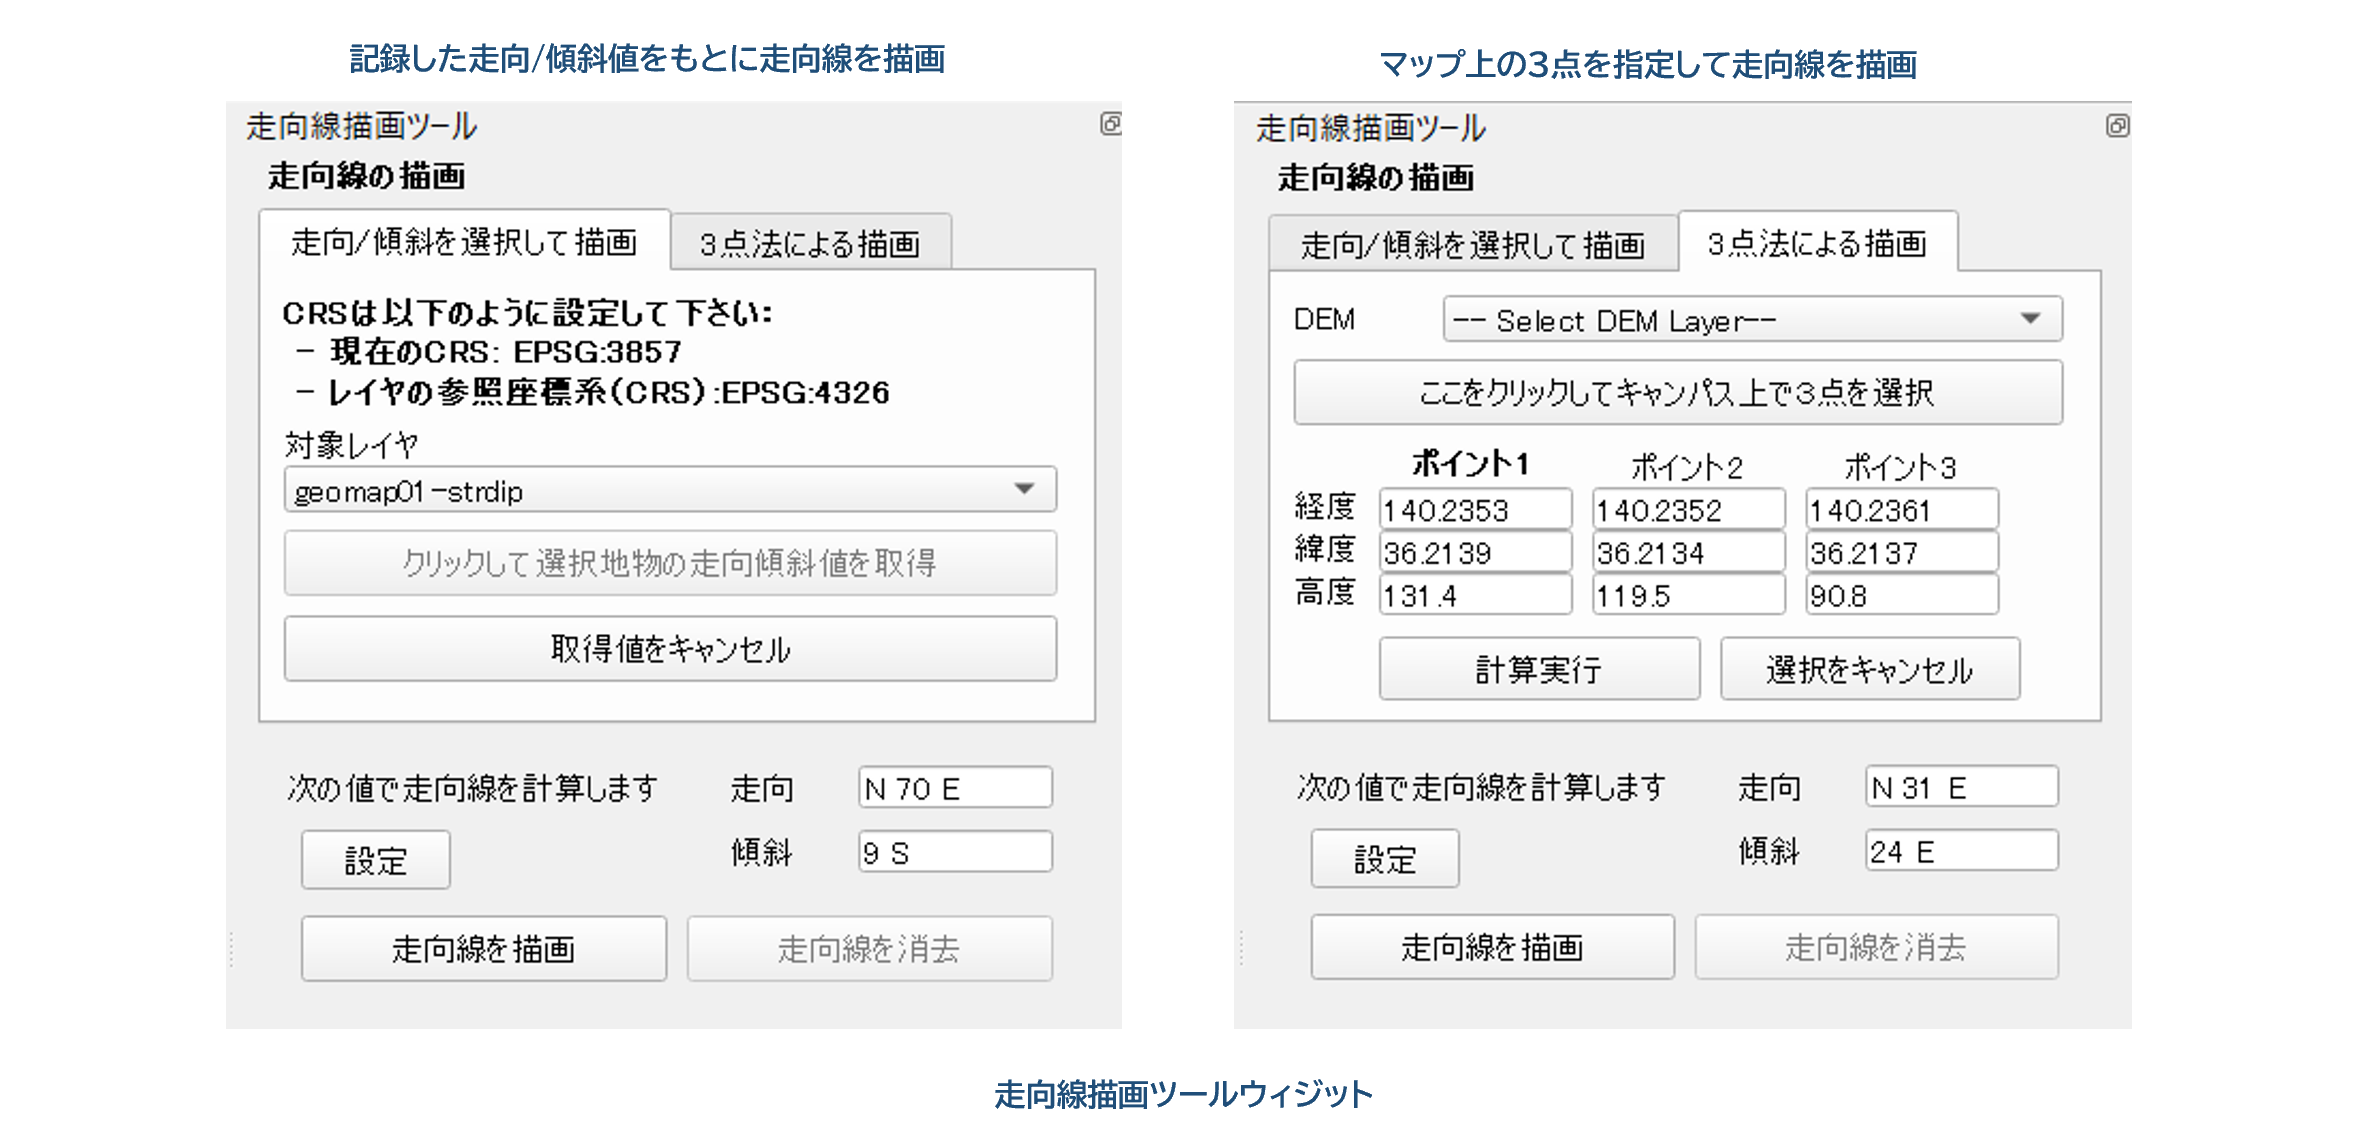 記録した走向/傾斜値をもとに走向線を描画
走向線描画ツール
走向線の描画
走向/傾斜を選択して描画
3点法による描画
CRSは以下のように設定して下さい:
- 現在のCRS: EPSG:3857
- レイヤの参照座標系(CRS):EPSG:4326
対象レイヤ
geomap01-strdip
クリックして選択地物の走向傾斜値を取得
取得値をキャンセル
次の値で走向線を計算します
走向
N 70 E
設定
傾斜
9 S
走向線を描画
走向線を消去
マップ上の3点を指定して走向線を描画
走向線描画ツール
走向線の描画
走向/傾斜を選択して描画
3点法による描画
DEM
-- Select DEM Layer--
ここをクリックしてキャンパス上で3点を選択
ポイント1 ポイント2 ポイント3
経度 140.2353 140.2352 140.2361
緯度 36.2139 36.2134 36.2137
高度 131.4 119.5 90.8
計算実行
選択をキャンセル
次の値で走向線を計算します
走向
N 31 E
設定
傾斜
24 E
走向線を描画
走向線を消去
走向線描画ツールウィジット